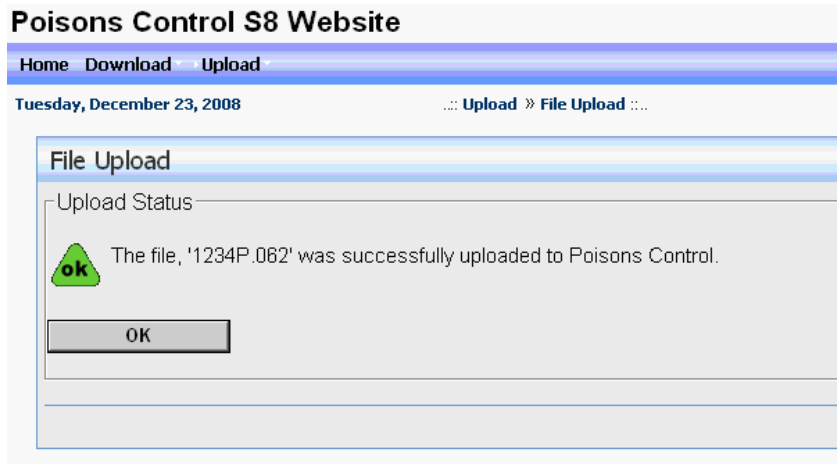 Poisons Control S8 Website
Home Download Upload
Tuesday, December 23, 2008 ..:: Upload » File Upload ::..
File Upload
Upload Status
ok The file, '1234P.062' was successfully uploaded to Poisons Control.
OK